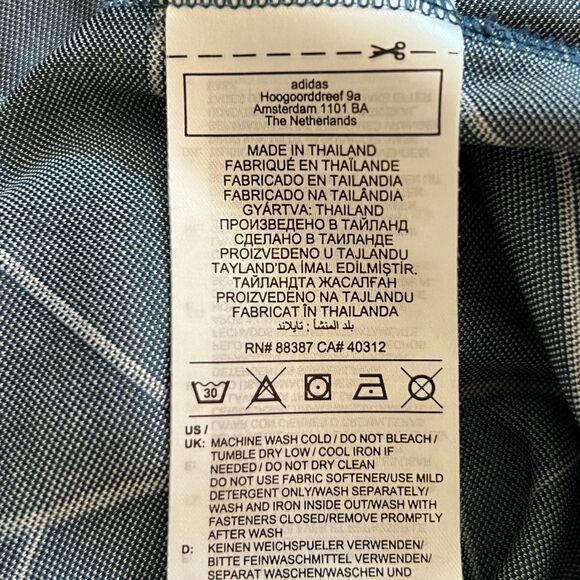 adidas
Hoogoorddreef 9a
Amsterdam 1101 BA
The Netherlands
MADE IN THAILAND
FABRIQUÉ EN THAÏLANDE
FABRICADO EN TAILANDIA
FABRICADO NA TAILÂNDIA
GYÁRTVA: THAILAND
ПРОИЗВЕДЕНО В ТАЙЛАНД
СДЕЛАНО В ТАИЛАНДЕ
PROIZVEDENO U TAJLANDU
TAYLAND'DA İMAL EDİLMİŞTİR.
ТАЙЛАНДТА ЖАСАЛҒАН
PROIZVEDENO NA TAJLANDU
FABRICAT ÎN THAILANDA
بلد المنشأ : تايلاند
RN# 88387 CA# 40312
30
US /
UK: MACHINE WASH COLD / DO NOT BLEACH /
TUMBLE DRY LOW / COOL IRON IF
NEEDED / DO NOT DRY CLEAN
DO NOT USE FABRIC SOFTENER/USE MILD
DETERGENT ONLY/WASH SEPARATELY/
WASH AND IRON INSIDE OUT/WASH WITH
FASTENERS CLOSED/REMOVE PROMPTLY
AFTER WASH
D: KEINEN WEICHSPUELER VERWENDEN/
BITTE FEINWASCHMITTEL VERWENDEN/
SEPARAT WASCHEN/WASCHEN UND